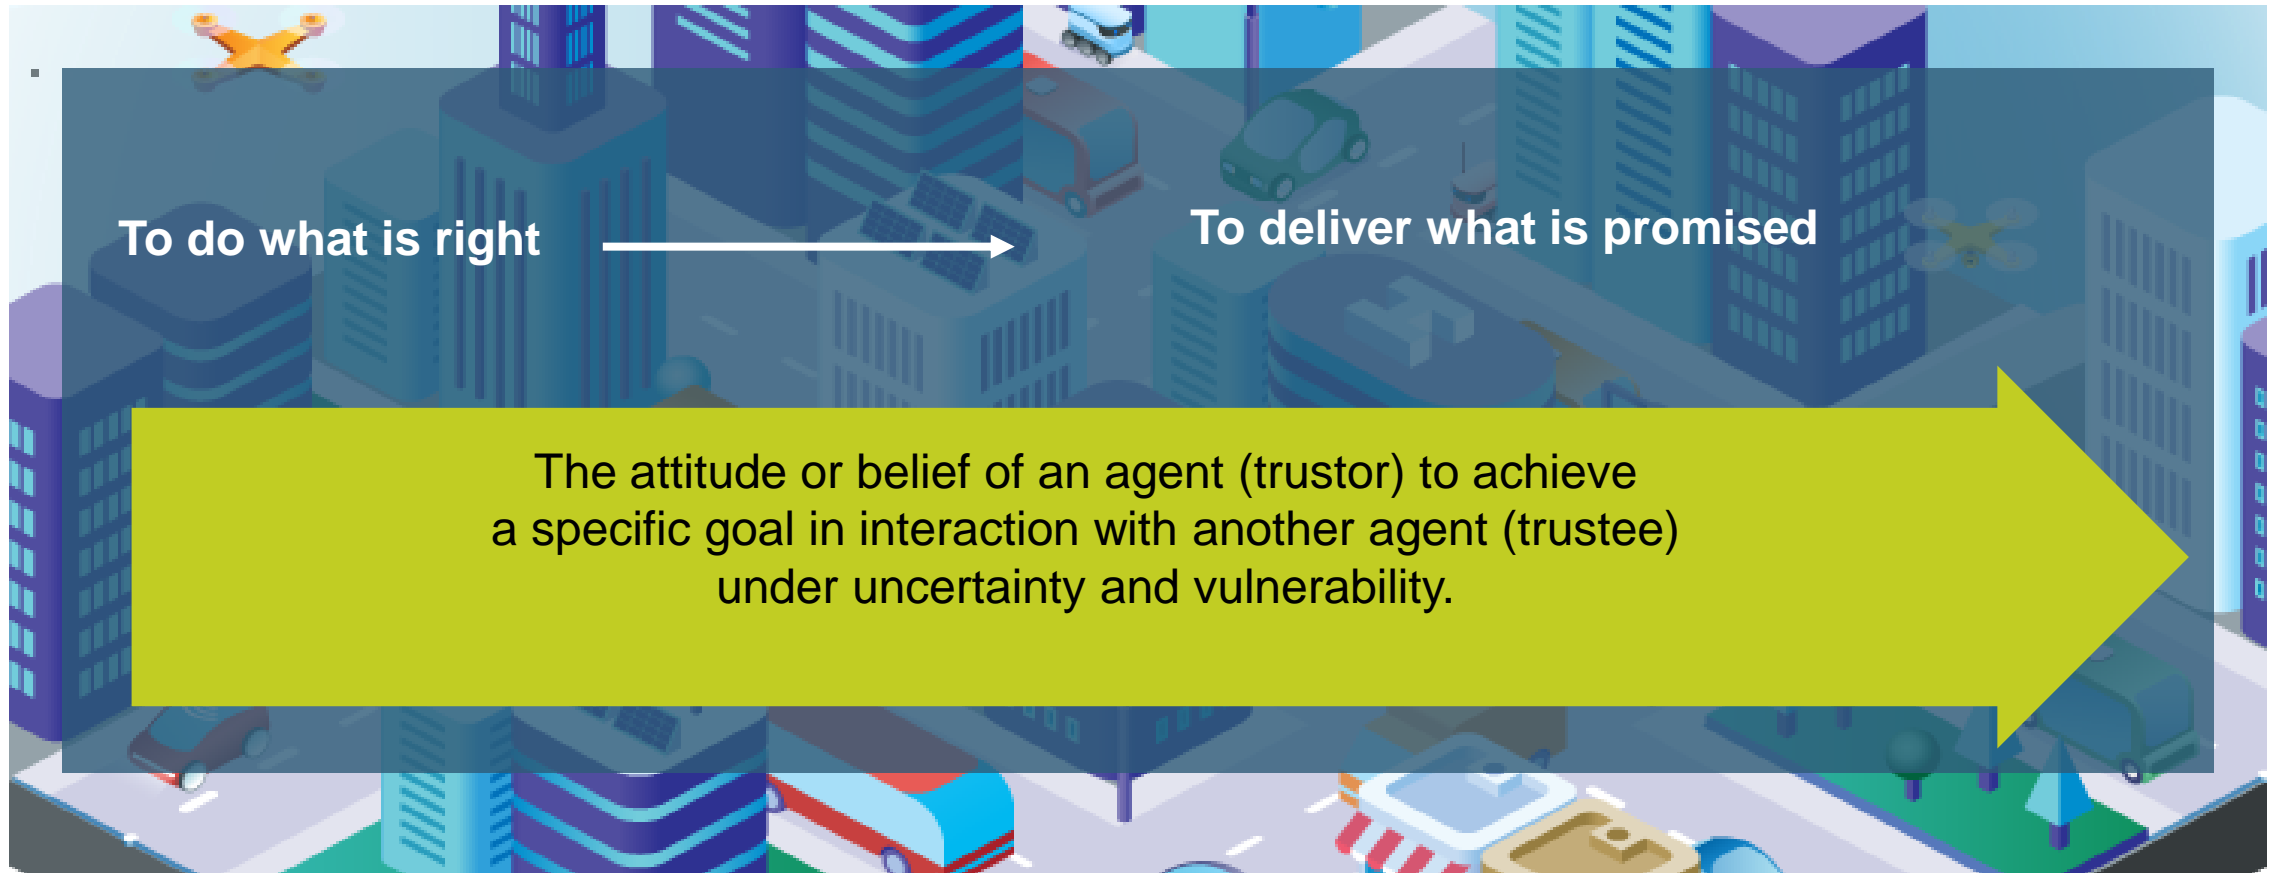 To do what is right
To deliver what is promised
The attitude or belief of an agent (trustor) to achieve
a specific goal in interaction with another agent (trustee)
under uncertainty and vulnerability.